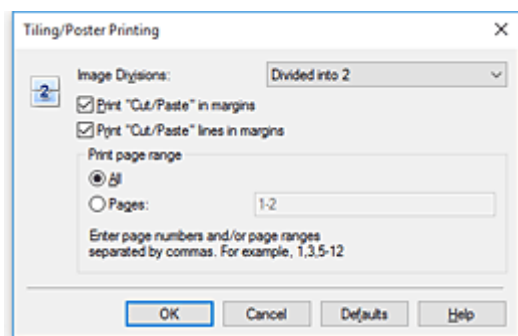 Tiling/Poster Printing
Image Divisions: Divided into 2
2
Print "Cut/Paste" in margins
Print "Cut/Paste" lines in margins
Print page range
All
Pages: 1-2
Enter page numbers and/or page ranges
separated by commas. For example, 1,3,5-12
OK Cancel Defaults Help